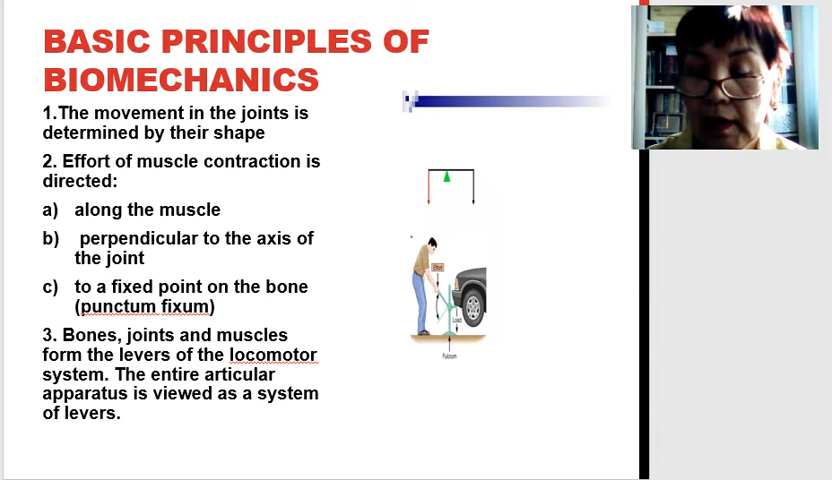 BASIC PRINCIPLES OF
BIOMECHANICS
1.The movement in the joints is
determined by their shape
2. Effort of muscle contraction is
directed:
a) along the muscle
b) perpendicular to the axis of
the joint
c) to a fixed point on the bone
(punctum fixum)
3. Bones, joints and muscles
form the levers of the locomotor
system. The entire articular
apparatus is viewed as a system
of levers.
Effort
Load
Fulcrum